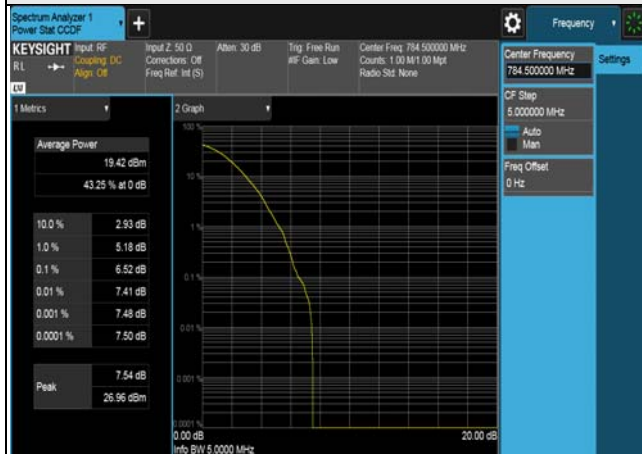 Spectrum Analyzer 1
Power Stat CCDF
+
Frequency
KEYSIGHT
RL
LXI
Input: RF
Coupling: DC
Align: Off
Input Z: 50 Ω
Corrections: Off
Freq Ref: Int (S)
Atten: 30 dB
Trig: Free Run
#IF Gain: Low
Center Freq: 784.500000 MHz
Counts: 1.00 M/1.00 Mpt
Radio Std: None
Center Frequency
784.500000 MHz
Settings
CF Step
5.000000 MHz
Auto
Man
Freq Offset
0 Hz
1 Metrics
Average Power
19.42 dBm
43.25 % at 0 dB
10.0 % 2.93 dB
1.0 % 5.18 dB
0.1 % 6.52 dB
0.01 % 7.41 dB
0.001 % 7.48 dB
0.0001 % 7.50 dB
Peak
7.54 dB
26.96 dBm
2 Graph
100 %
10 %
1 %
0.1 %
0.01 %
0.001 %
0.0001 %
0.00 dB 20.00 dB
Info BW 5.0000 MHz